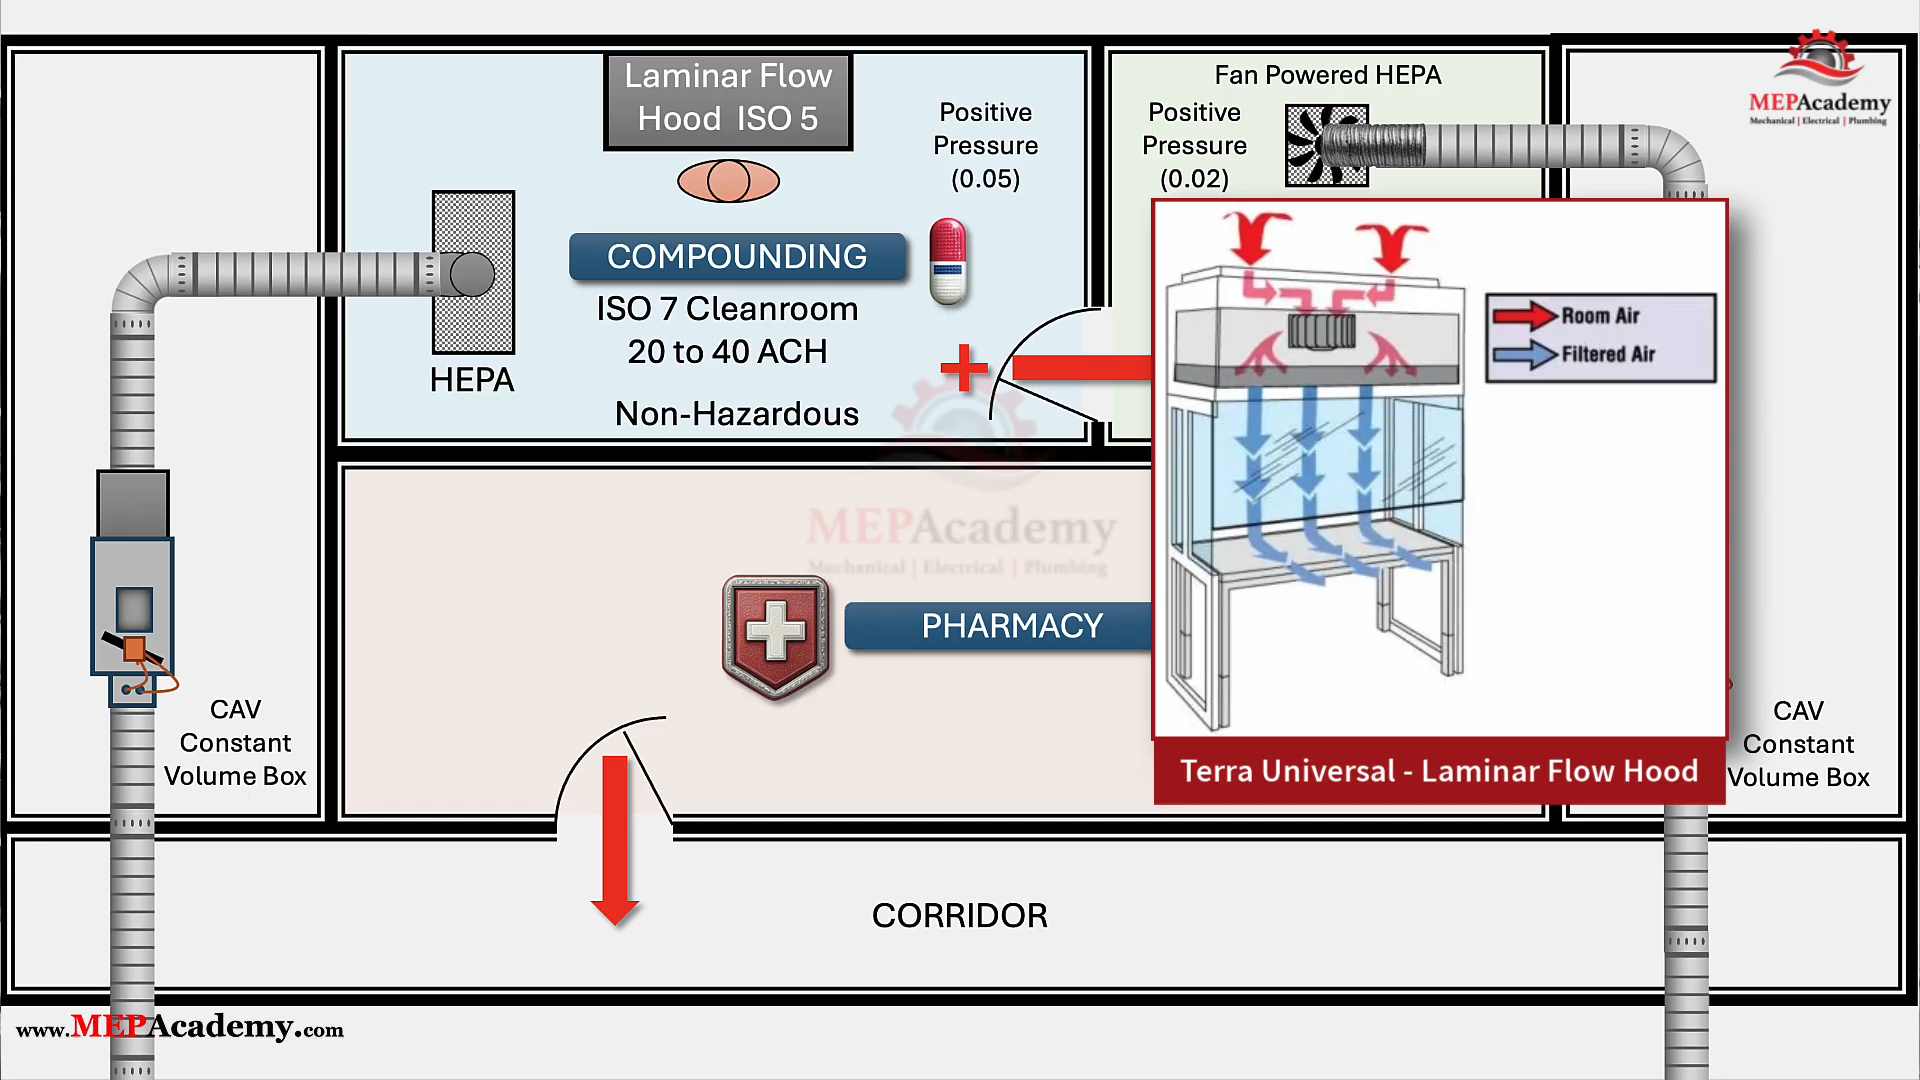 Laminar Flow
Hood ISO 5
Positive
Pressure
(0.05)
Fan Powered HEPA
Positive
Pressure
(0.02)
MEPAcademy
Mechanical | Electrical | Plumbing
COMPOUNDING
ISO 7 Cleanroom
20 to 40 ACH
Non-Hazardous
HEPA
Room Air
Filtered Air
MEPAcademy
Mechanical | Electrical | Plumbing
PHARMACY
CAV
Constant
Volume Box
Terra Universal - Laminar Flow Hood
CAV
Constant
Volume Box
CORRIDOR
www.MEPAcademy.com